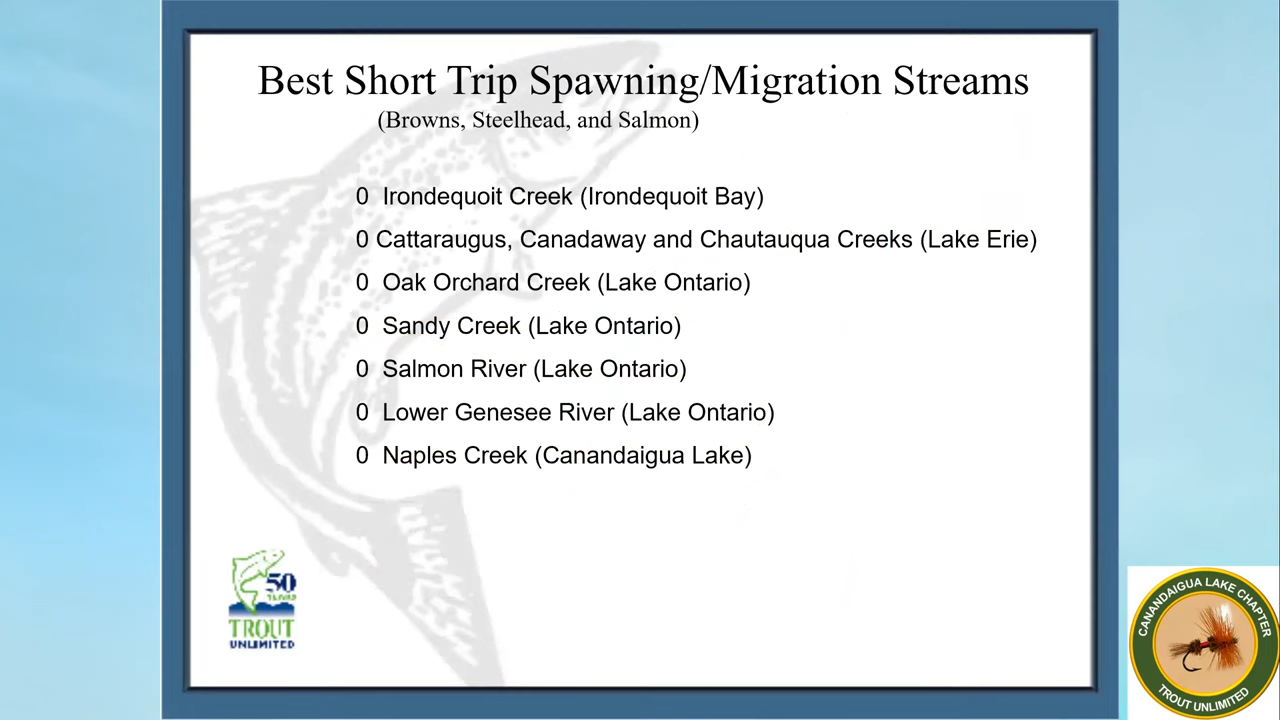 Best Short Trip Spawning/Migration Streams
(Browns, Steelhead, and Salmon)
0 Irondequoit Creek (Irondequoit Bay)
0 Cattaraugus, Canadaway and Chautauqua Creeks (Lake Erie)
0 Oak Orchard Creek (Lake Ontario)
0 Sandy Creek (Lake Ontario)
0 Salmon River (Lake Ontario)
0 Lower Genesee River (Lake Ontario)
0 Naples Creek (Canandaigua Lake)
50
YEARS
TROUT
UNLIMITED
CANANDAIGUA LAKE CHAPTER
TROUT UNLIMITED